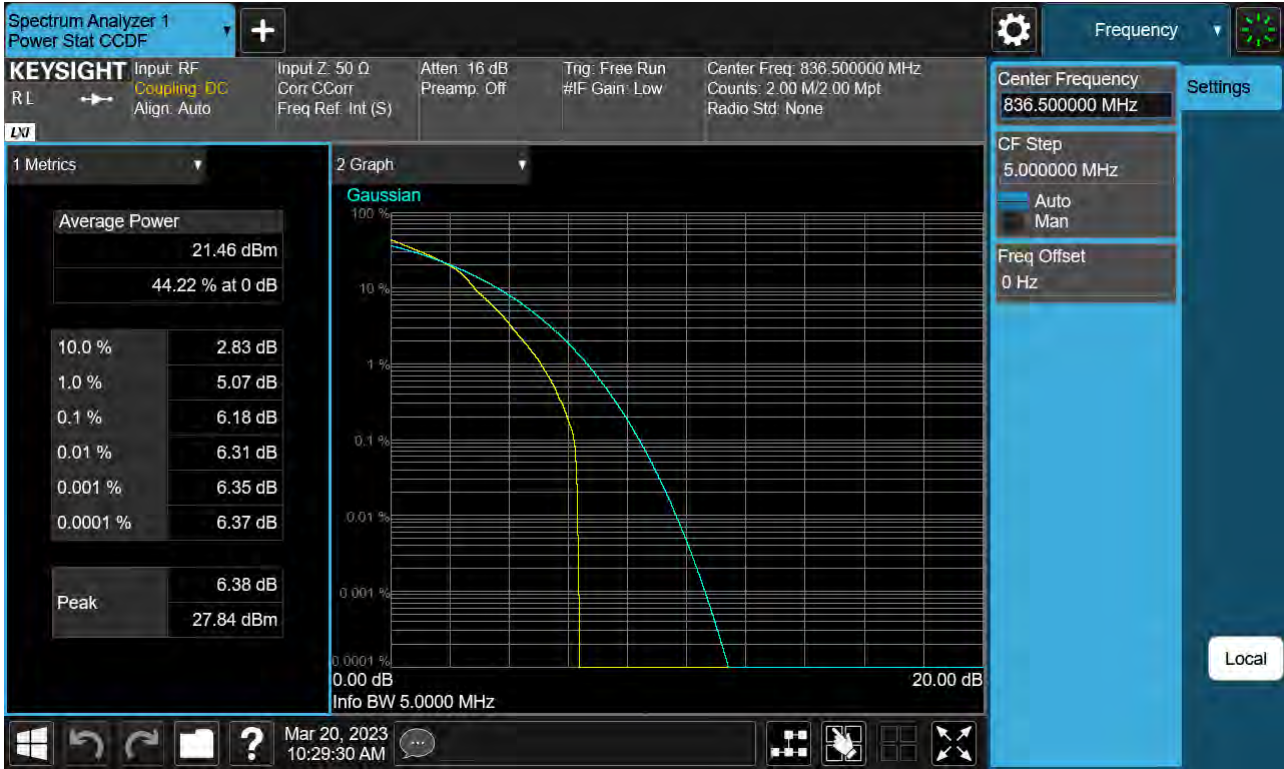 Spectrum Analyzer 1
Power Stat CCDF
Frequency
KEYSIGHT
R L
LXI
Input: RF
Coupling: DC
Align: Auto
Input Z: 50 Ω
Corr CCorr
Freq Ref: Int (S)
Atten: 16 dB
Preamp: Off
Trig: Free Run
#IF Gain: Low
Center Freq: 836.500000 MHz
Counts: 2.00 M/2.00 Mpt
Radio Std: None
Center Frequency
836.500000 MHz
Settings
CF Step
5.000000 MHz
Auto
Man
Freq Offset
0 Hz
Local
1 Metrics
Average Power
21.46 dBm
44.22 % at 0 dB
10.0 % 2.83 dB
1.0 % 5.07 dB
0.1 % 6.18 dB
0.01 % 6.31 dB
0.001 % 6.35 dB
0.0001 % 6.37 dB
Peak
6.38 dB
27.84 dBm
2 Graph
Gaussian
100 %
10 %
1 %
0.1 %
0.01 %
0.001 %
0.0001 %
0.00 dB 20.00 dB
Info BW 5.0000 MHz
Mar 20, 2023
10:29:30 AM